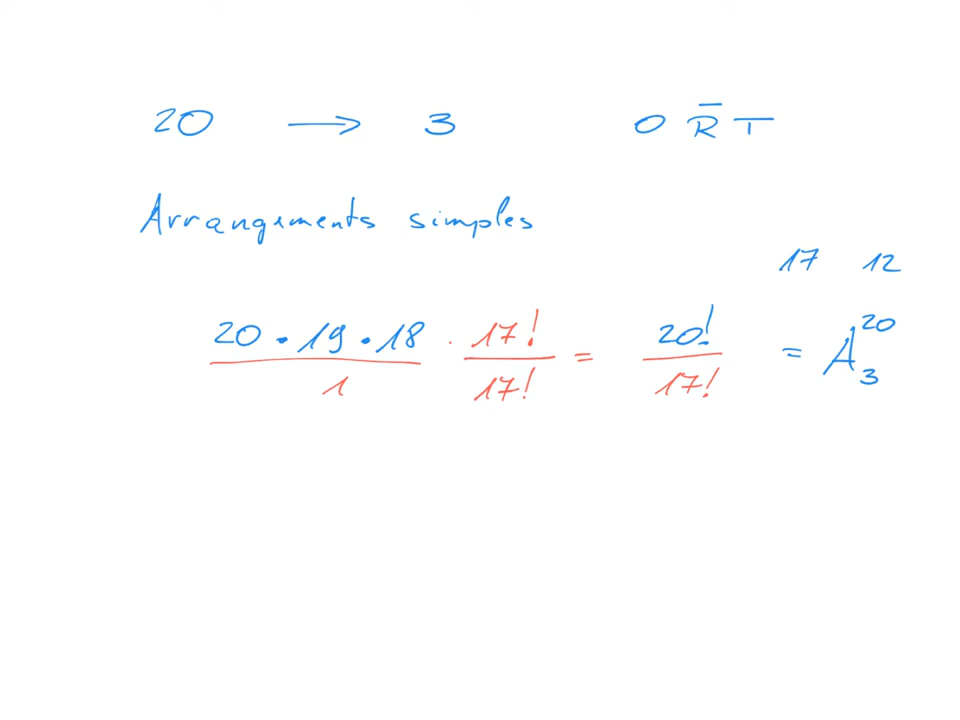 20 → 3 O R̄ T
Arrangements simples
17 12
20 • 19 • 18 / 1 · 17! / 17! = 20! / 17! = A₃²⁰